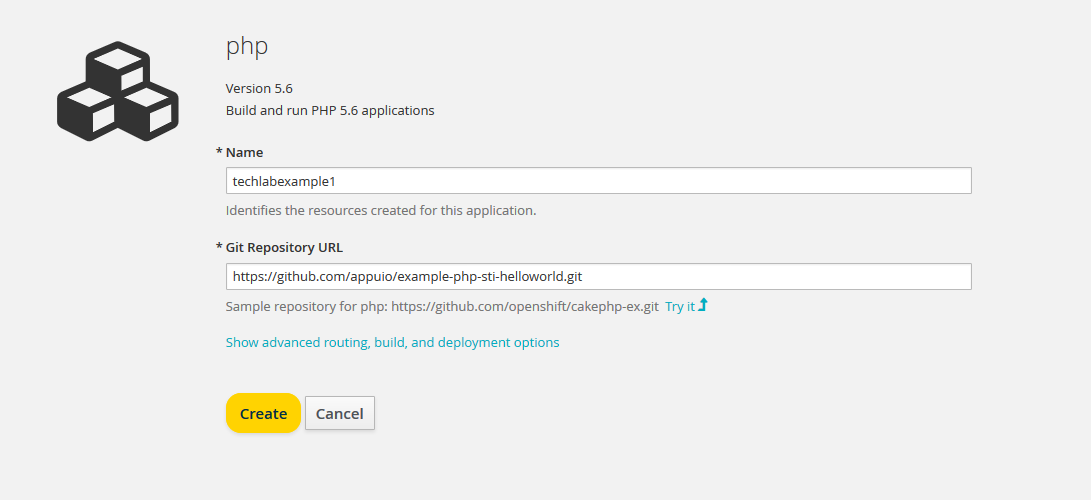 php
Version 5.6
Build and run PHP 5.6 applications
* Name
techlabexample1
Identifies the resources created for this application.
* Git Repository URL
https://github.com/appuio/example-php-sti-helloworld.git
Sample repository for php: https://github.com/openshift/cakephp-ex.git Try it
Show advanced routing, build, and deployment options
Create Cancel